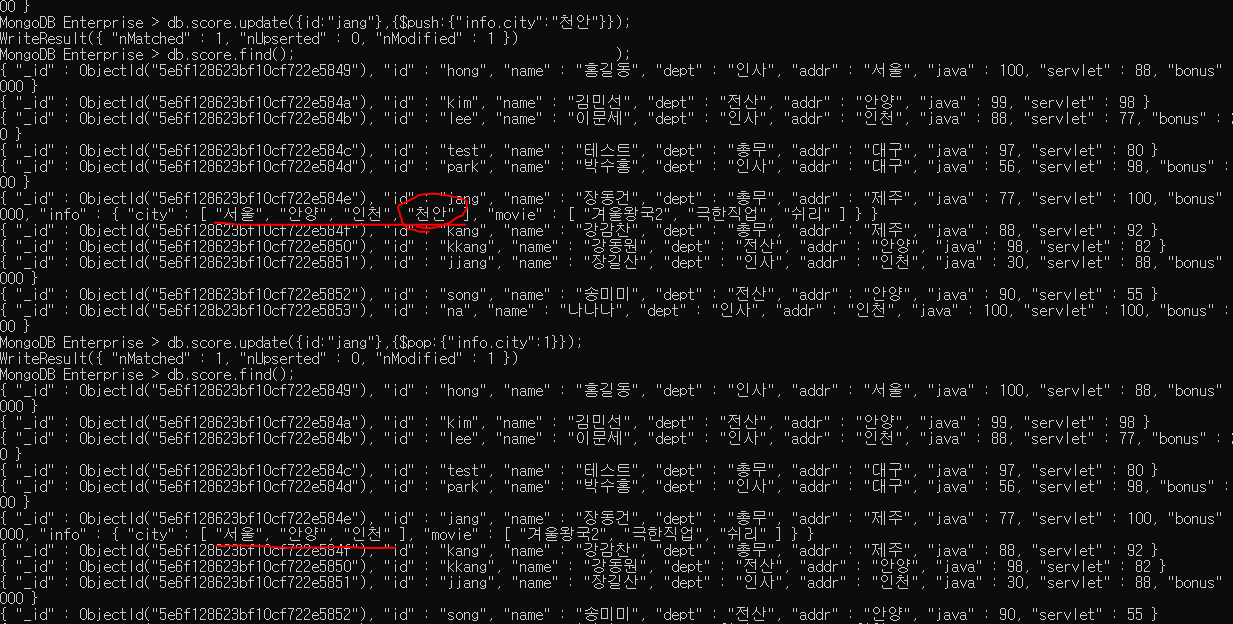 00 }
MongoDB Enterprise > db.score.update({id:"jang"},{$push:{"info.city":"천안"}});
WriteResult({ "nMatched" : 1, "nUpserted" : 0, "nModified" : 1 })
MongoDB Enterprise > db.score.find();                                        );
{ "_id" : ObjectId("5e6f128623bf10cf722e5849"), "id" : "hong", "name" : "홍길동", "dept" : "인사", "addr" : "서울", "java" : 100, "servlet" : 88, "bonus"
000 }
{ "_id" : ObjectId("5e6f128623bf10cf722e584a"), "id" : "kim", "name" : "김민선", "dept" : "전산", "addr" : "안양", "java" : 99, "servlet" : 98 }
{ "_id" : ObjectId("5e6f128623bf10cf722e584b"), "id" : "lee", "name" : "이문세", "dept" : "인사", "addr" : "인천", "java" : 88, "servlet" : 77, "bonus" :
0 }
{ "_id" : ObjectId("5e6f128623bf10cf722e584c"), "id" : "test", "name" : "테스트", "dept" : "총무", "addr" : "대구", "java" : 97, "servlet" : 80 }
{ "_id" : ObjectId("5e6f128623bf10cf722e584d"), "id" : "park", "name" : "박수홍", "dept" : "인사", "addr" : "대구", "java" : 56, "servlet" : 98, "bonus" :
00 }
{ "_id" : ObjectId("5e6f128623bf10cf722e584e"), "id" : "jang", "name" : "장동건", "dept" : "총무", "addr" : "제주", "java" : 77, "servlet" : 100, "bonus"
000, "info" : { "city" : [ "서울", "안양", "인천", "천안" ], "movie" : [ "겨울왕국2", "극한직업", "쉬리" ] } }
{ "_id" : ObjectId("5e6f128623bf10cf722e584f"), "id" : "kang", "name" : "강감찬", "dept" : "총무", "addr" : "제주", "java" : 88, "servlet" : 92 }
{ "_id" : ObjectId("5e6f128623bf10cf722e5850"), "id" : "kkang", "name" : "강동원", "dept" : "전산", "addr" : "안양", "java" : 98, "servlet" : 82 }
{ "_id" : ObjectId("5e6f128623bf10cf722e5851"), "id" : "jjang", "name" : "장길산", "dept" : "인사", "addr" : "인천", "java" : 30, "servlet" : 88, "bonus"
000 }
{ "_id" : ObjectId("5e6f128623bf10cf722e5852"), "id" : "song", "name" : "송미미", "dept" : "전산", "addr" : "안양", "java" : 90, "servlet" : 55 }
{ "_id" : ObjectId("5e6f128b23bf10cf722e5853"), "id" : "na", "name" : "나나나", "dept" : "인사", "addr" : "인천", "java" : 100, "servlet" : 100, "bonus" :
00 }
MongoDB Enterprise > db.score.update({id:"jang"},{$pop:{"info.city":1}});
WriteResult({ "nMatched" : 1, "nUpserted" : 0, "nModified" : 1 })
MongoDB Enterprise > db.score.find();
{ "_id" : ObjectId("5e6f128623bf10cf722e5849"), "id" : "hong", "name" : "홍길동", "dept" : "인사", "addr" : "서울", "java" : 100, "servlet" : 88, "bonus"
000 }
{ "_id" : ObjectId("5e6f128623bf10cf722e584a"), "id" : "kim", "name" : "김민선", "dept" : "전산", "addr" : "안양", "java" : 99, "servlet" : 98 }
{ "_id" : ObjectId("5e6f128623bf10cf722e584b"), "id" : "lee", "name" : "이문세", "dept" : "인사", "addr" : "인천", "java" : 88, "servlet" : 77, "bonus" :
0 }
{ "_id" : ObjectId("5e6f128623bf10cf722e584c"), "id" : "test", "name" : "테스트", "dept" : "총무", "addr" : "대구", "java" : 97, "servlet" : 80 }
{ "_id" : ObjectId("5e6f128623bf10cf722e584d"), "id" : "park", "name" : "박수홍", "dept" : "인사", "addr" : "대구", "java" : 56, "servlet" : 98, "bonus" :
00 }
{ "_id" : ObjectId("5e6f128623bf10cf722e584e"), "id" : "jang", "name" : "장동건", "dept" : "총무", "addr" : "제주", "java" : 77, "servlet" : 100, "bonus"
000, "info" : { "city" : [ "서울", "안양", "인천" ], "movie" : [ "겨울왕국2", "극한직업", "쉬리" ] } }
{ "_id" : ObjectId("5e6f128623bf10cf722e584f"), "id" : "kang", "name" : "강감찬", "dept" : "총무", "addr" : "제주", "java" : 88, "servlet" : 92 }
{ "_id" : ObjectId("5e6f128623bf10cf722e5850"), "id" : "kkang", "name" : "강동원", "dept" : "전산", "addr" : "안양", "java" : 98, "servlet" : 82 }
{ "_id" : ObjectId("5e6f128623bf10cf722e5851"), "id" : "jjang", "name" : "장길산", "dept" : "인사", "addr" : "인천", "java" : 30, "servlet" : 88, "bonus"
000 }
{ "_id" : ObjectId("5e6f128623bf10cf722e5852"), "id" : "song", "name" : "송미미", "dept" : "전산", "addr" : "안양", "java" : 90, "servlet" : 55 }